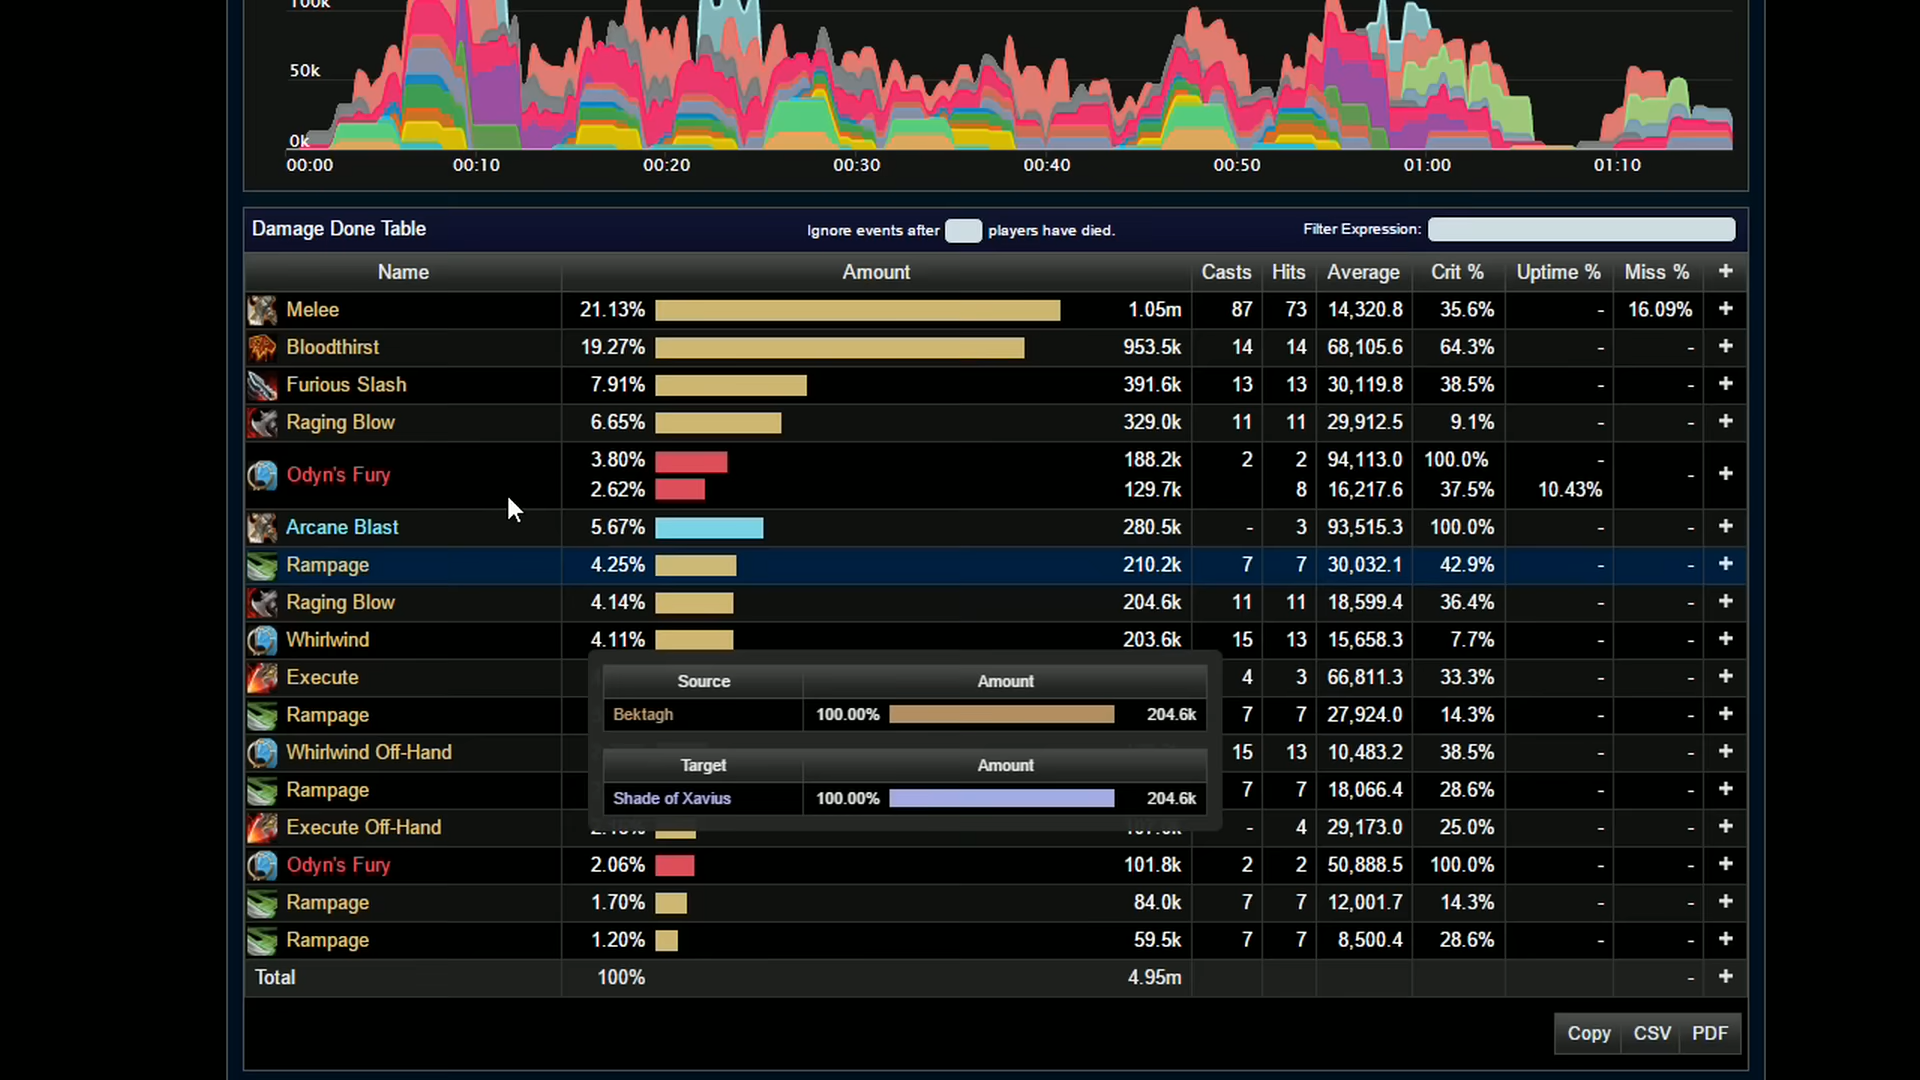 100k
50k
0k
00:00 00:10 00:20 00:30 00:40 00:50 01:00 01:10
Damage Done Table Ignore events after players have died. Filter Expression:
Name Amount Casts Hits Average Crit % Uptime % Miss % +
Melee 21.13% 1.05m 87 73 14,320.8 35.6% - 16.09% +
Bloodthirst 19.27% 953.5k 14 14 68,105.6 64.3% - - +
Furious Slash 7.91% 391.6k 13 13 30,119.8 38.5% - - +
Raging Blow 6.65% 329.0k 11 11 29,912.5 9.1% - - +
Odyn's Fury 3.80% 188.2k 2 2 94,113.0 100.0% - - +
2.62% 129.7k 8 16,217.6 37.5% 10.43%
Arcane Blast 5.67% 280.5k - 3 93,515.3 100.0% - - +
Rampage 4.25% 210.2k 7 7 30,032.1 42.9% - - +
Raging Blow 4.14% 204.6k 11 11 18,599.4 36.4% - - +
Whirlwind 4.11% 203.6k 15 13 15,658.3 7.7% - - +
Execute 4 3 66,811.3 33.3% - - +
Rampage 7 7 27,924.0 14.3% - - +
Whirlwind Off-Hand 15 13 10,483.2 38.5% - - +
Rampage 7 7 18,066.4 28.6% - - +
Execute Off-Hand - 4 29,173.0 25.0% - - +
Odyn's Fury 2.06% 101.8k 2 2 50,888.5 100.0% - - +
Rampage 1.70% 84.0k 7 7 12,001.7 14.3% - - +
Rampage 1.20% 59.5k 7 7 8,500.4 28.6% - - +
Total 100% 4.95m - +
Source Amount
Bektagh 100.00% 204.6k
Target Amount
Shade of Xavius 100.00% 204.6k
Copy CSV PDF